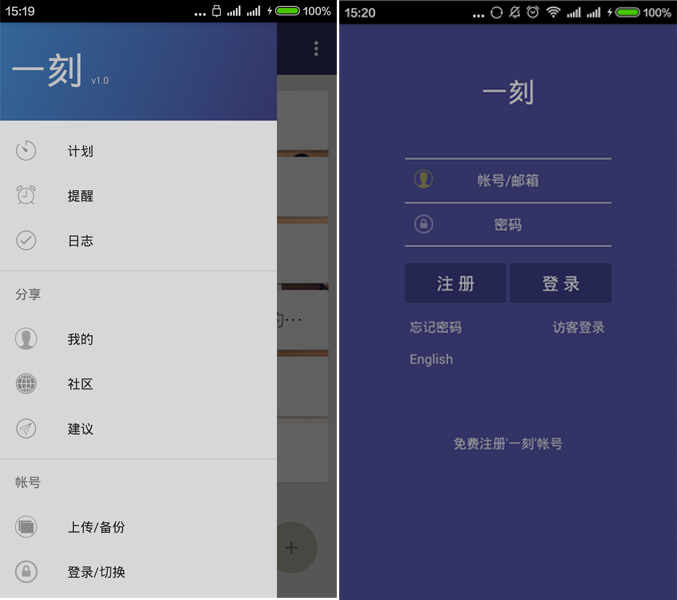 15:19
100%
一刻 v1.0
计划
提醒
日志
分享
我的
社区
建议
帐号
上传/备份
登录/切换
15:20
100%
一刻
帐号/邮箱
密码
注册 登录
忘记密码 访客登录
English
免费注册'一刻'帐号